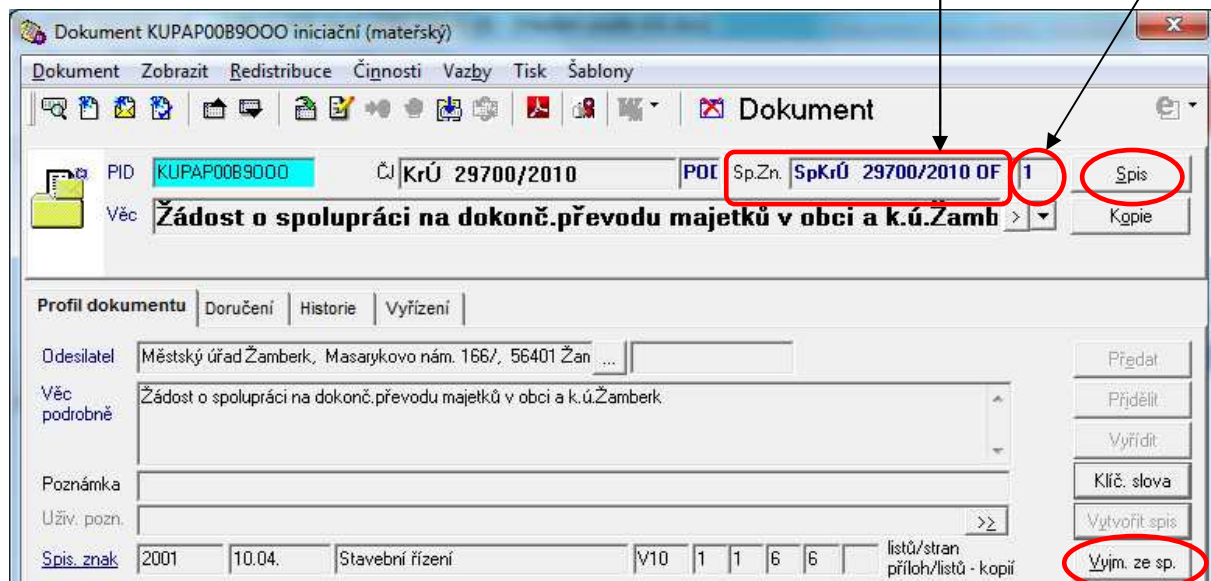 Dokument KUPAP00B9OOO iniciační (mateřský)
Dokument Zobrazit Redistribuce Činnosti Vazby Tisk Šablony
Dokument
PID KUPAP00B9OOO ČJ KrÚ 29700/2010 POD Sp.Zn. SpKrÚ 29700/2010 OF 1 Spis
Věc Žádost o spolupráci na dokonč.převodu majetků v obci a k.ú.Žamb > Kopie
Profil dokumentu Doručení Historie Vyřízení
Odesilatel Městský úřad Žamberk, Masarykovo nám. 166/, 56401 Žan ... Předat
Věc podrobně Žádost o spolupráci na dokonč.převodu majetků v obci a k.ú.Žamberk Přidělit
Vyřídit
Poznámka Klíč. slova
Uživ. pozn. >> Vytvořit spis
Spis. znak 2001 10.04. Stavební řízení V10 1 1 6 6 listů/stran příloh/listů - kopií Vyjm. ze sp.